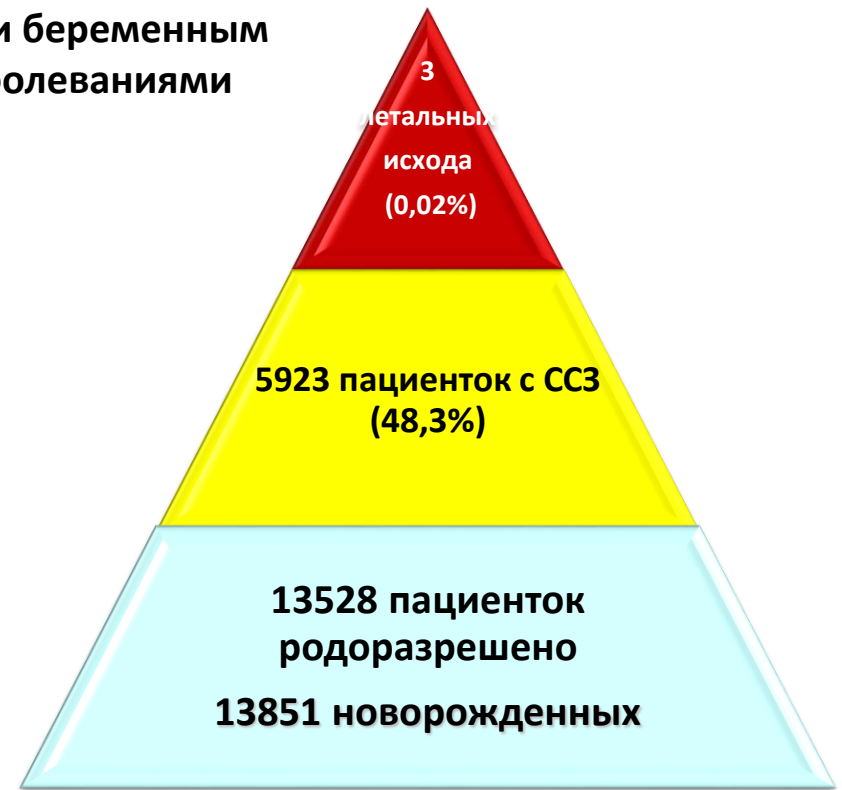 и беременным
олеваниями
3
летальных
исхода
(0,02%)
5923 пациенток с ССЗ
(48,3%)
13528 пациенток
родоразрешено
13851 новорожденных